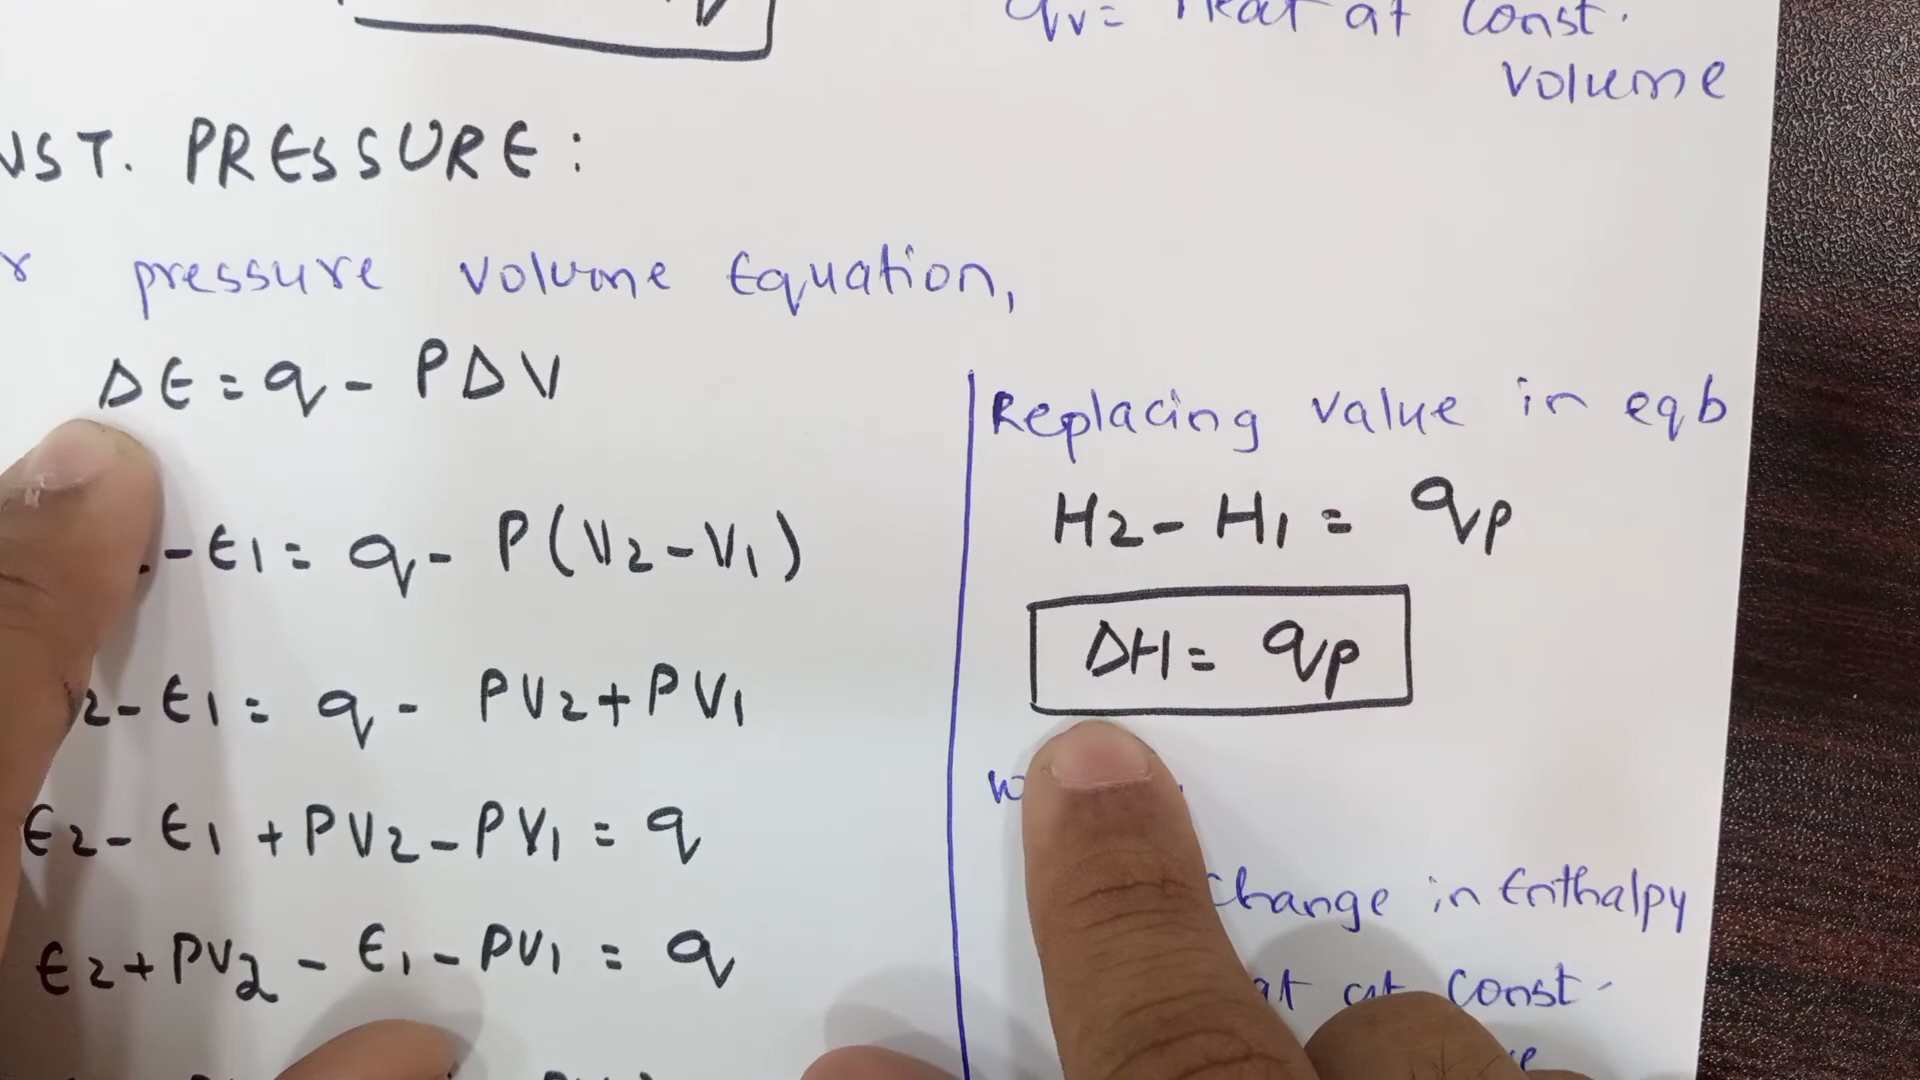 qv = Heat at Const.
Volume
PRESSURE:
pressure volume Equation,
ΔE = q - PΔV
-E1 = q - P(V2-V1)
2-E1 = q - PV2+PV1
E2-E1 + PV2-PV1 = q
E2+PV2 - E1 - PV1 = q
Replacing value in eq b
H2- H1 = qp
ΔH = qp
Change in Enthalpy
at Const-